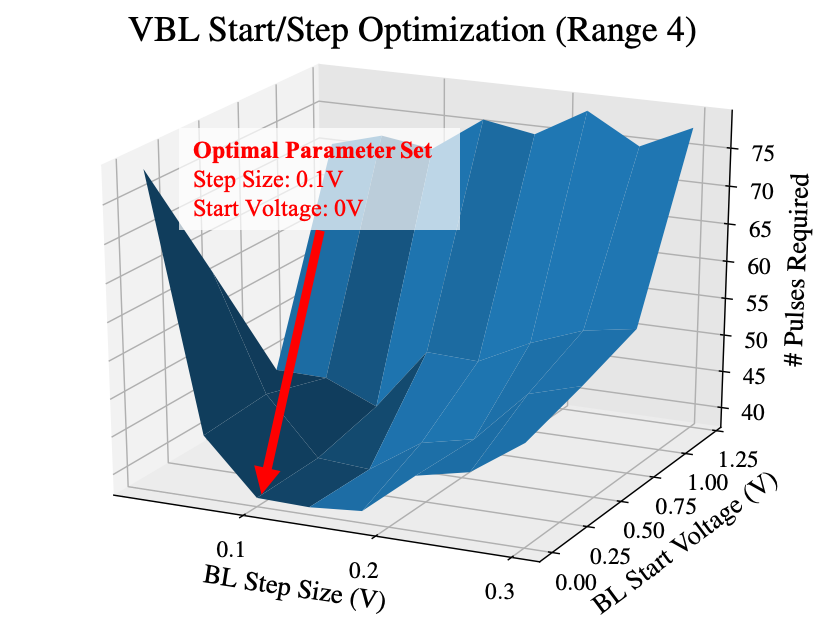 VBL Start/Step Optimization (Range 4)
Optimal Parameter Set
Step Size: 0.1V
Start Voltage: 0V
75
70
65
60
55
50
45
40
# Pulses Required
1.25
1.00
0.75
0.50
0.25
0.00
BL Start Voltage (V)
0.1
0.2
0.3
BL Step Size (V)